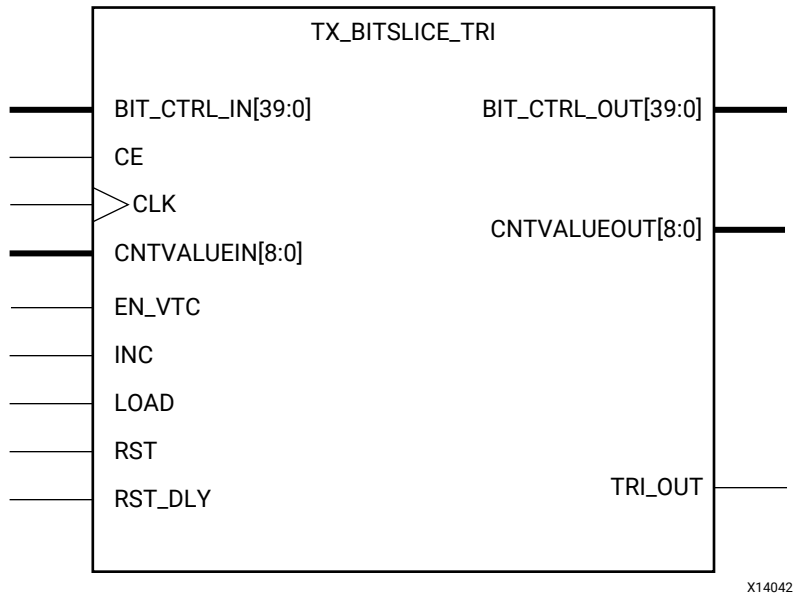 TX_BITSLICE_TRI
BIT_CTRL_IN[39:0]
BIT_CTRL_OUT[39:0]
CE
CLK
CNTVALUEOUT[8:0]
CNTVALUEIN[8:0]
EN_VTC
INC
LOAD
RST
TRI_OUT
RST_DLY
X14042